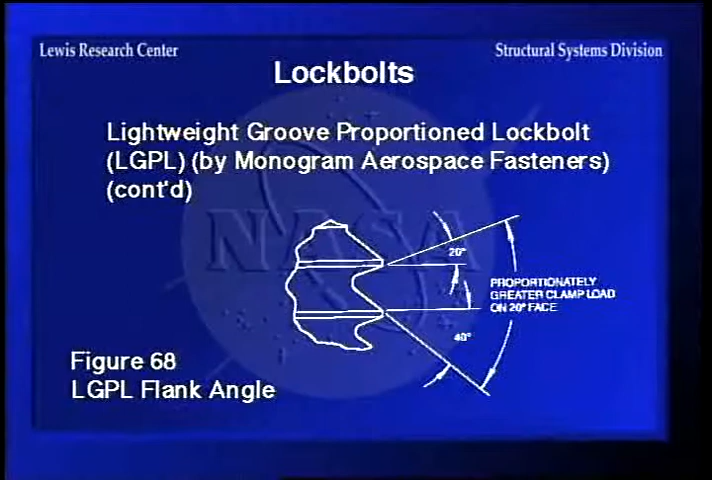 Lewis Research Center
Structural Systems Division
Lockbolts
Lightweight Groove Proportioned Lockbolt
(LGPL) (by Monogram Aerospace Fasteners)
(cont'd)
NASA
20°
PROPORTIONATELY
GREATER CLAMP LOAD
ON 20° FACE
40°
Figure 68
LGPL Flank Angle